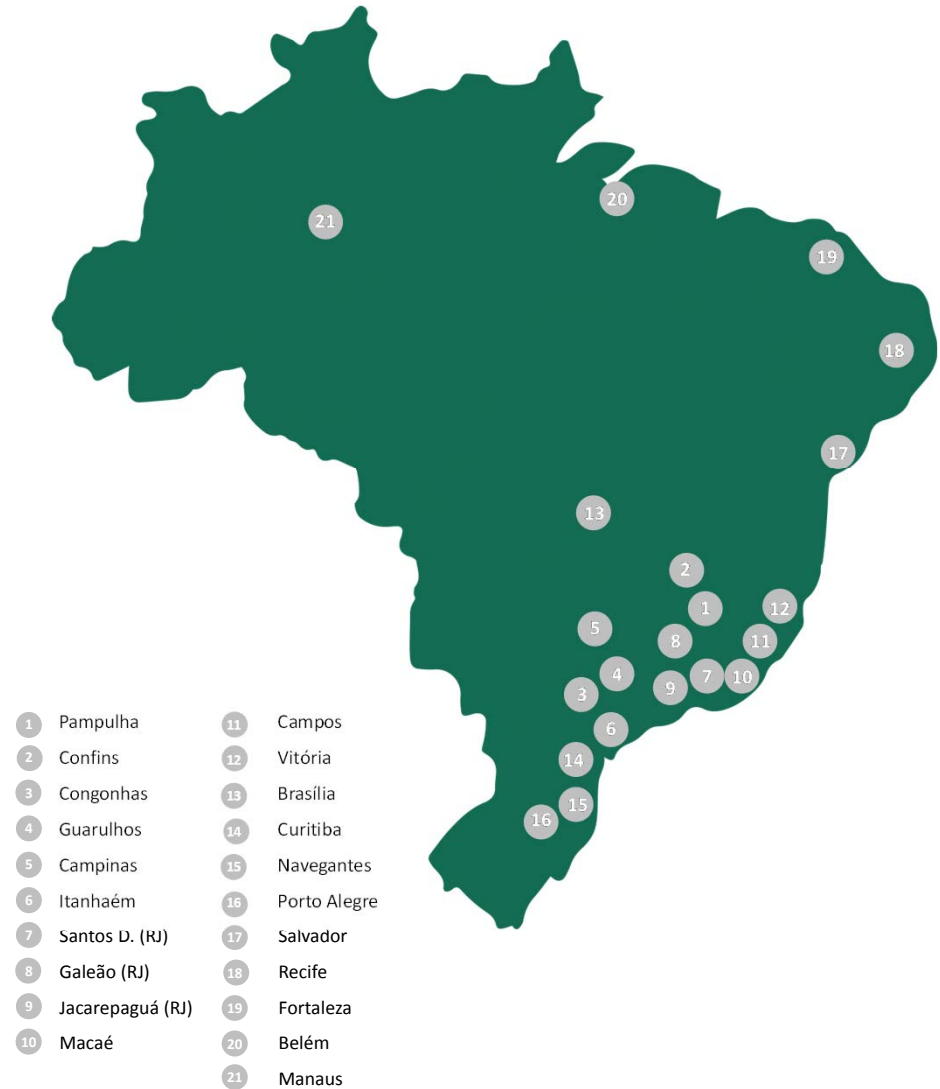 21
20
19
18
17
13
2
1
12
5
8
11
4
7
10
9
3
6
14
15
16
1 Pampulha
2 Confins
3 Congonhas
4 Guarulhos
5 Campinas
6 Itanhaém
7 Santos D. (RJ)
8 Galeão (RJ)
9 Jacarepaguá (RJ)
10 Macaé
11 Campos
12 Vitória
13 Brasília
14 Curitiba
15 Navegantes
16 Porto Alegre
17 Salvador
18 Recife
19 Fortaleza
20 Belém
21 Manaus